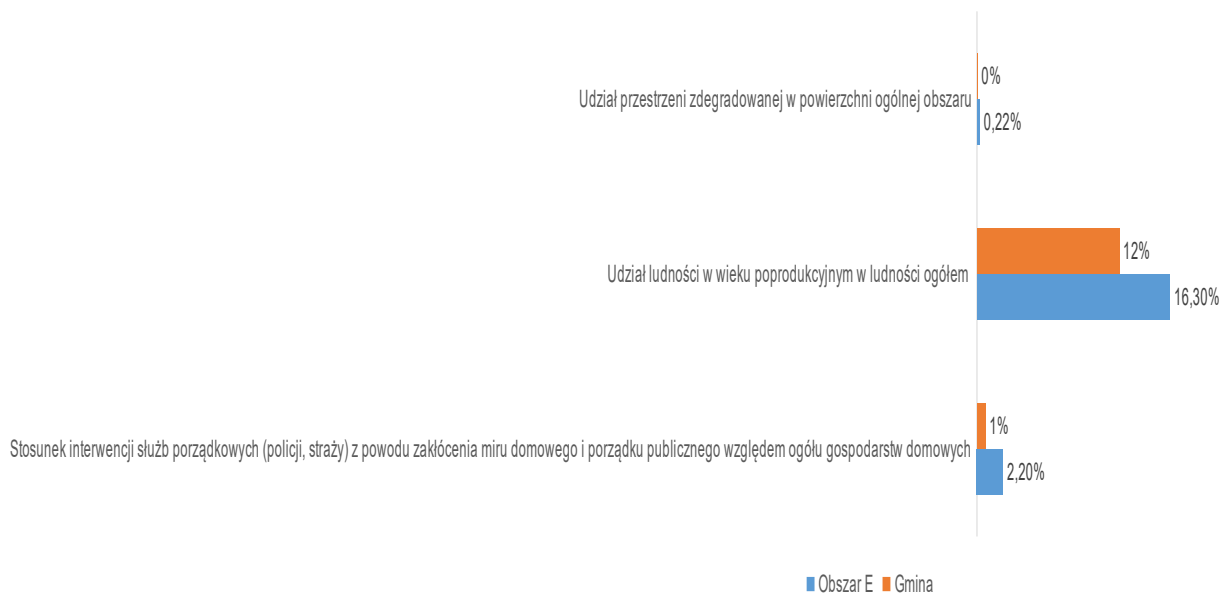 Udział przestrzeni zdegradowanej w powierzchni ogólnej obszaru
0%
0,22%
Udział ludności w wieku poprodukcyjnym w ludności ogółem
12%
16,30%
Stosunek interwencji służb porządkowych (policji, straży) z powodu zakłócenia miru domowego i porządku publicznego względem ogółu gospodarstw domowych
1%
2,20%
Obszar E Gmina